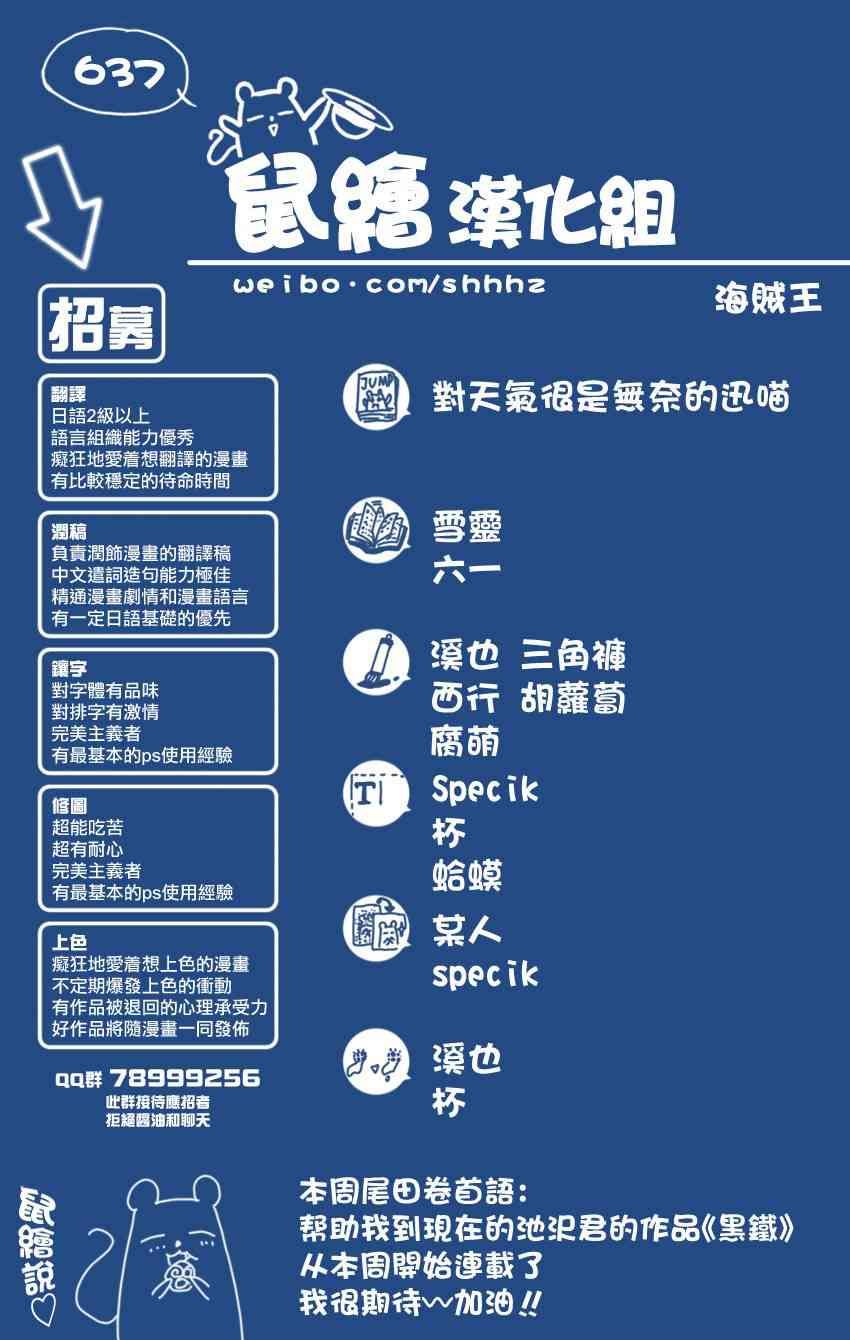 637
鼠繪漢化組
weibo.com/shhhz
海賊王
招募
翻譯
日語2級以上
語言組織能力優秀
癡狂地愛着想翻譯的漫畫
有比較穩定的待命時間
潤稿
負責潤飾漫畫的翻譯稿
中文遣詞造句能力極佳
精通漫畫劇情和漫畫語言
有一定日語基礎的優先
鑲字
對字體有品味
對排字有激情
完美主義者
有最基本的ps使用經驗
修圖
超能吃苦
超有耐心
完美主義者
有最基本的ps使用經驗
上色
癡狂地愛着想上色的漫畫
不定期爆發上色的衝動
有作品被退回的心理承受力
好作品將隨漫畫一同發佈
QQ群 78999256
此群接待應招者
拒絕醬油和聊天
JUMP
對天氣很是無奈的迅喵
雪靈
六一
溪也 三角褲
西行 胡蘿蔔
腐萌
T
Specik
杯
蛤蟆
某人
specik
溪也
杯
鼠繪說♡
本周尾田卷首語:
帮助我到現在的池沢君的作品《黑鐵》
从本周開始連載了
我很期待~加油!!